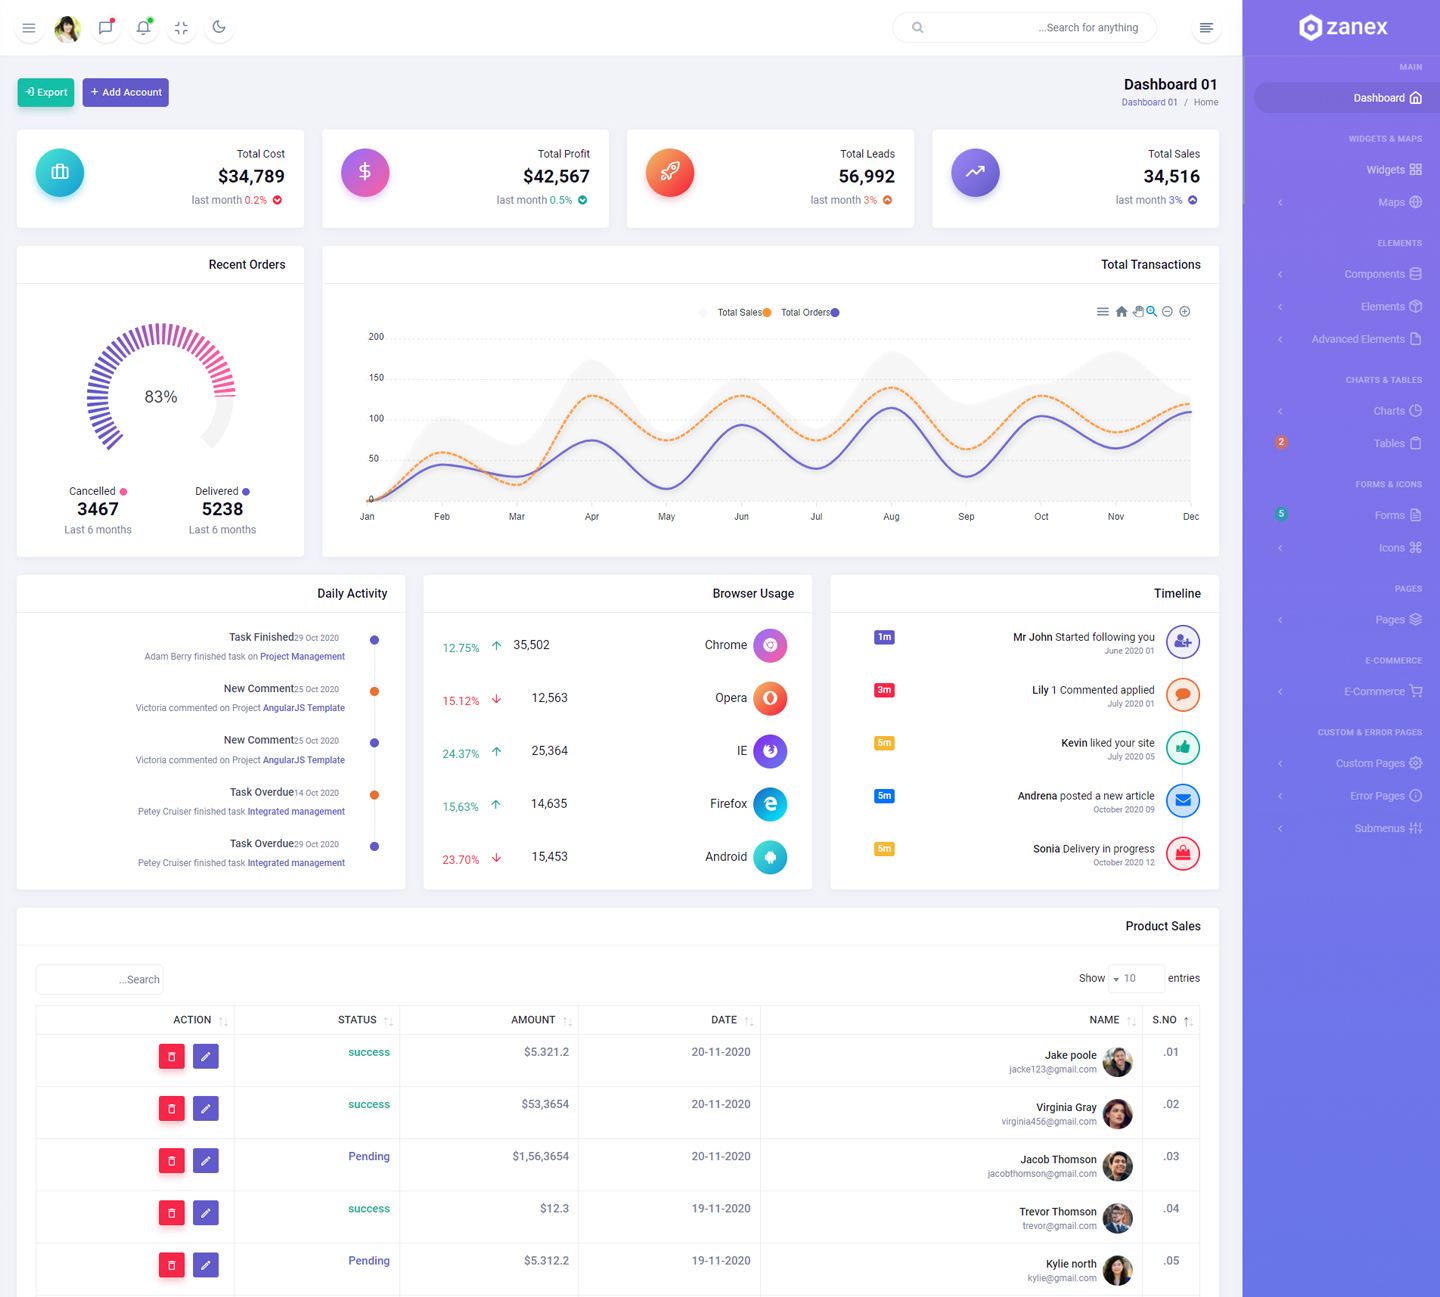 ...Search for anything
zanex
MAIN
Dashboard
WIDGETS & MAPS
Widgets
Maps
ELEMENTS
Components
Elements
Advanced Elements
CHARTS & TABLES
Charts
Tables
2
FORMS & ICONS
Forms
5
Icons
PAGES
Pages
E-COMMERCE
E-Commerce
CUSTOM & ERROR PAGES
Custom Pages
Error Pages
Submenus
Export
+ Add Account
Dashboard 01
Dashboard 01 / Home
Total Cost
$34,789
last month 0.2%
Total Profit
$42,567
last month 0.5%
Total Leads
56,992
last month 3%
Total Sales
34,516
last month 3%
Recent Orders
83%
Cancelled
3467
Last 6 months
Delivered
5238
Last 6 months
Total Transactions
Total Sales Total Orders
200
150
100
50
0
Jan Feb Mar Apr May Jun Jul Aug Sep Oct Nov Dec
Daily Activity
Task Finished29 Oct 2020
Adam Berry finished task on Project Management
New Comment25 Oct 2020
Victoria commented on Project AngularJS Template
New Comment25 Oct 2020
Victoria commented on Project AngularJS Template
Task Overdue14 Oct 2020
Petey Cruiser finished task Integrated management
Task Overdue29 Oct 2020
Petey Cruiser finished task Integrated management
Browser Usage
12.75% 35,502 Chrome
15.12% 12,563 Opera
24.37% 25,364 IE
15,63% 14,635 Firefox
23.70% 15,453 Android
Timeline
1m Mr John Started following you
June 2020 01
3m Lily 1 Commented applied
July 2020 01
5m Kevin liked your site
July 2020 05
5m Andrena posted a new article
October 2020 09
5m Sonia Delivery in progress
October 2020 12
Product Sales
...Search
Show 10 entries
ACTION STATUS AMOUNT DATE NAME S.NO
success $5.321.2 20-11-2020 Jake poole .01
jacke123@gmail.com
success $53,3654 20-11-2020 Virginia Gray .02
virginia456@gmail.com
Pending $1,56,3654 20-11-2020 Jacob Thomson .03
jacobthomson@gmail.com
success $12.3 19-11-2020 Trevor Thomson .04
trevor@gmail.com
Pending $5.312.2 19-11-2020 Kylie north .05
kylie@gmail.com